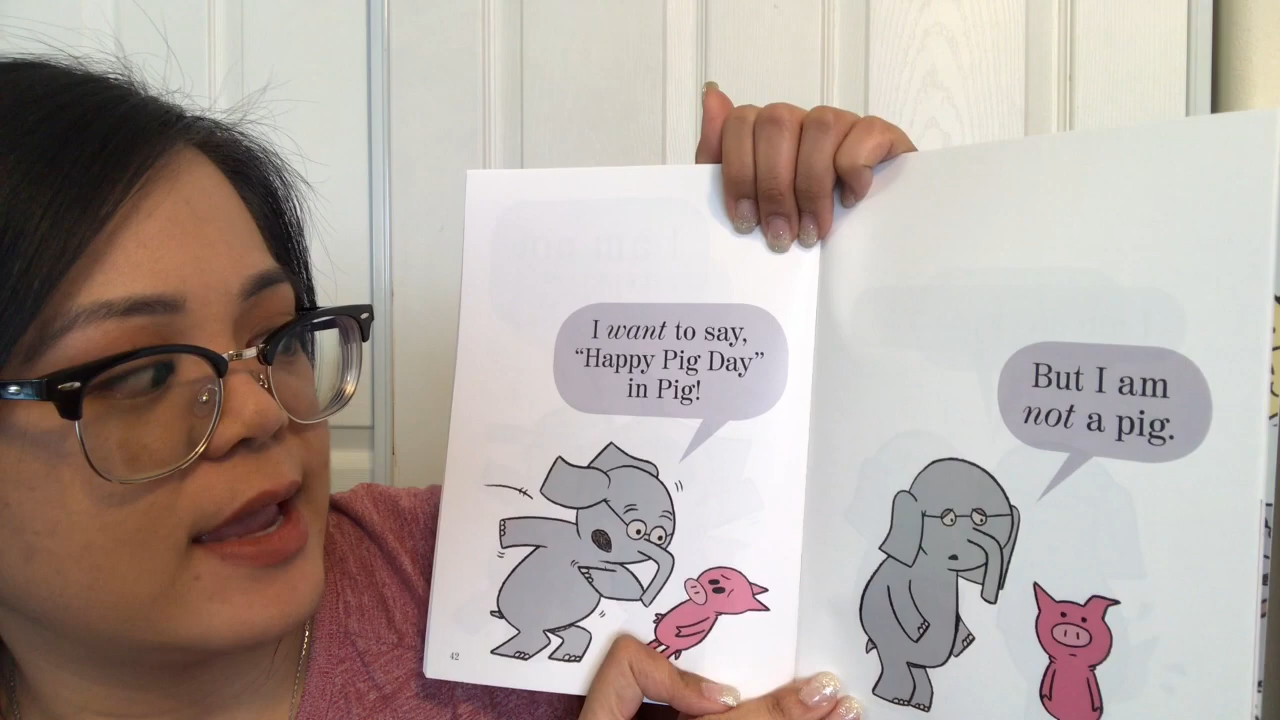 I want to say,
“Happy Pig Day”
in Pig!
But I am
not a pig.
42